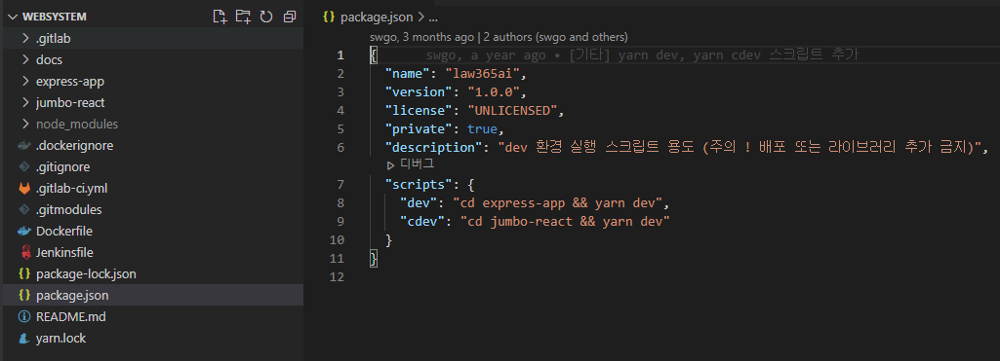 WEBSYSTEM
.gitlab
docs
express-app
jumbo-react
node_modules
.dockerignore
.gitignore
.gitlab-ci.yml
.gitmodules
Dockerfile
Jenkinsfile
{} package-lock.json
{} package.json
README.md
yarn.lock
{} package.json > ...
swgo, 3 months ago | 2 authors (swgo and others)
1 { swgo, a year ago • [기타] yarn dev, yarn cdev 스크립트 추가
2 "name": "law365ai",
3 "version": "1.0.0",
4 "license": "UNLICENSED",
5 "private": true,
6 "description": "dev 환경 실행 스크립트 용도 (주의 ! 배포 또는 라이브러리 추가 금지)",
디버그
7 "scripts": {
8 "dev": "cd express-app && yarn dev",
9 "cdev": "cd jumbo-react && yarn dev"
10 }
11 }
12